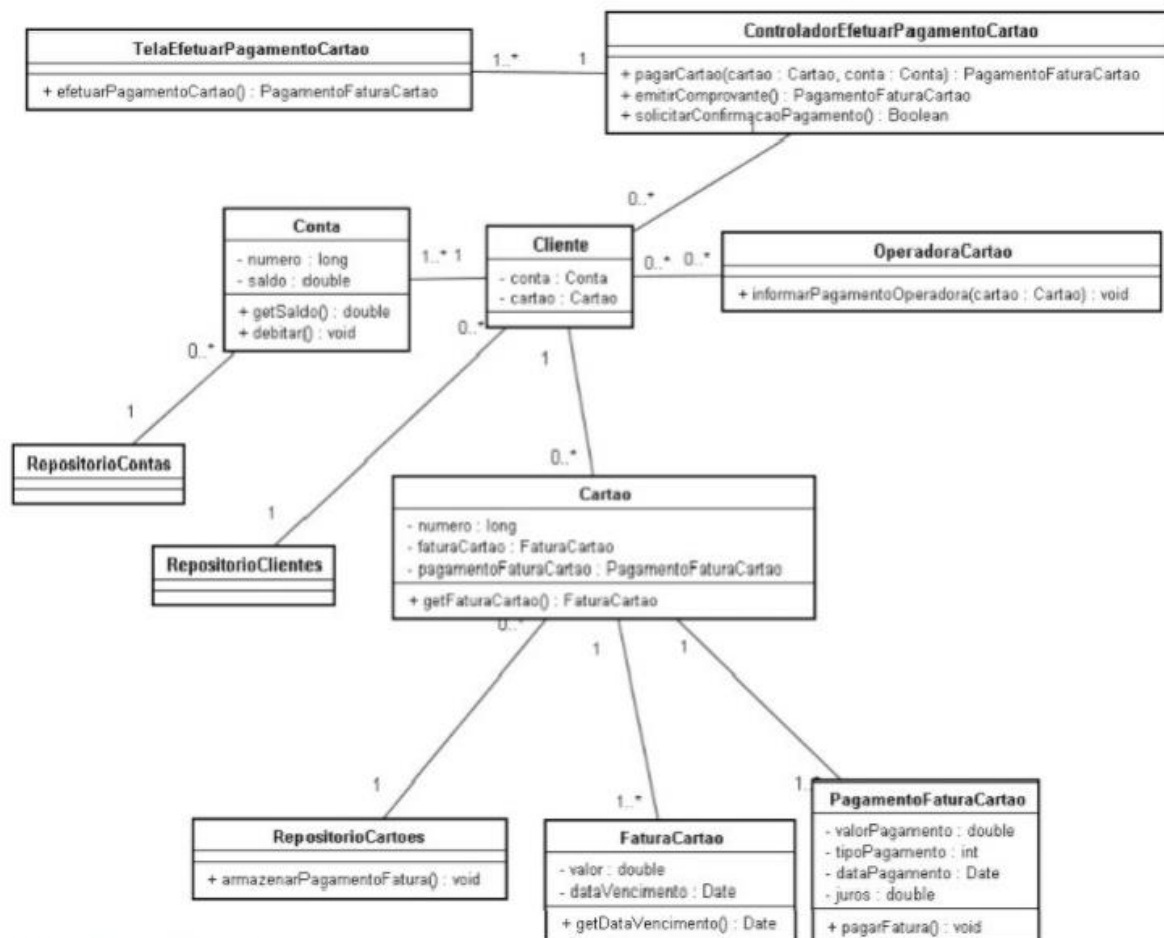 TelaEfetuarPagamentoCartao
+ efetuarPagamentoCartao() : PagamentoFaturaCartao
1..*
1
ControladorEfetuarPagamentoCartao
+ pagarCartao(cartao : Cartao, conta : Conta) : PagamentoFaturaCartao
+ emitirComprovante() : PagamentoFaturaCartao
+ solicitarConfirmacaoPagamento() : Boolean
1
0..*
Conta
- numero : long
- saldo : double
+ getSaldo() : double
+ debitar() : void
1..* 1
Cliente
- conta : Conta
- cartao : Cartao
0..* 0..*
OperadoraCartao
+ informarPagamentoOperadora(cartao : Cartao) : void
0..*
1
RepositorioContas
0..*
1
RepositorioClientes
1
0..*
Cartao
- numero : long
- faturaCartao : FaturaCartao
- pagamentoFaturaCartao : PagamentoFaturaCartao
+ getFaturaCartao() : FaturaCartao
0..*
1
1
1
RepositorioCartoes
+ armazenarPagamentoFatura() : void
1..*
FaturaCartao
- valor : double
- dataVencimento : Date
+ getDataVencimento() : Date
1..*
PagamentoFaturaCartao
- valorPagamento : double
- tipoPagamento : int
- dataPagamento : Date
- juros : double
+ pagarFatura() : void